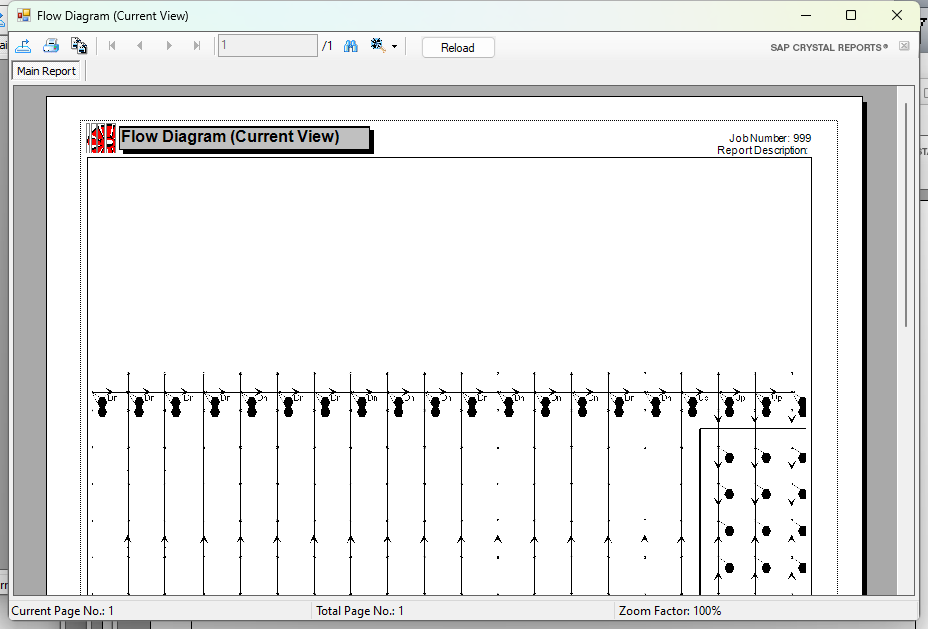 Flow Diagram (Current View)
1 /1 Reload SAP CRYSTAL REPORTS®
Main Report
Flow Diagram (Current View)
Job Number: 999
Report Description:
Current Page No.: 1 Total Page No.: 1 Zoom Factor: 100%